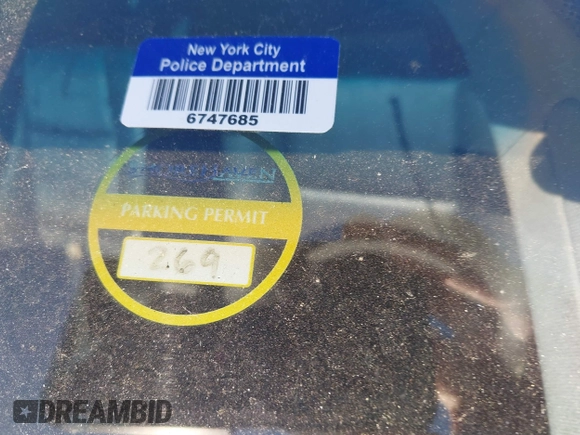 New York City
Police Department
6747685
PARKING PERMIT
269
DREAMBID